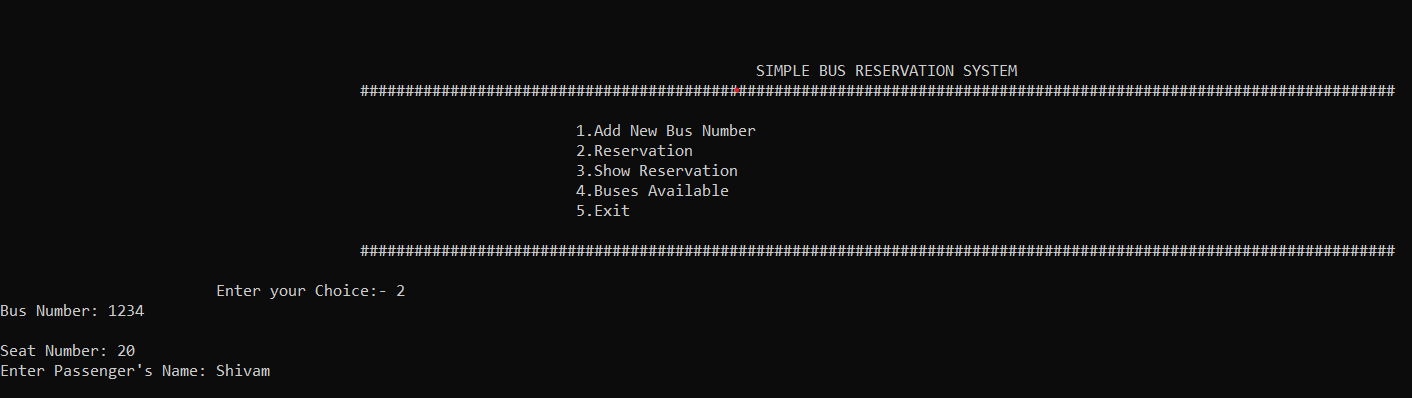 SIMPLE BUS RESERVATION SYSTEM
###################################################################################################################
1.Add New Bus Number
2.Reservation
3.Show Reservation
4.Buses Available
5.Exit
###################################################################################################################
Enter your Choice:- 2
Bus Number: 1234
Seat Number: 20
Enter Passenger's Name: Shivam